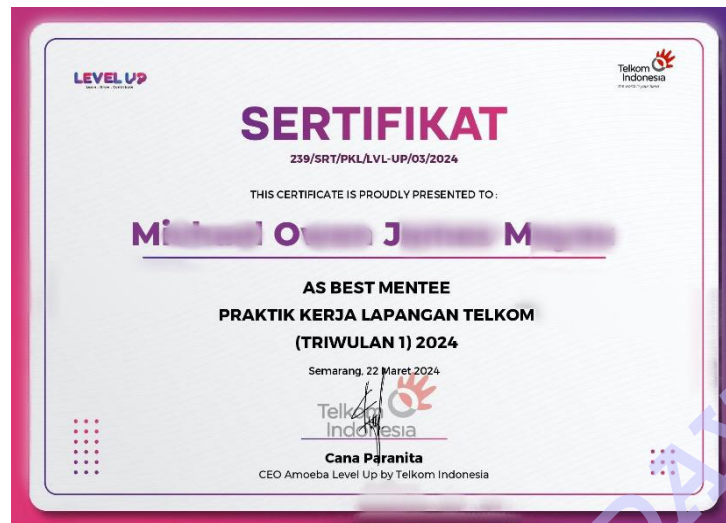 LEVEL UP
Telkom
Indonesia
SERTIFIKAT
239/SRT/PKL/LVL-UP/03/2024
THIS CERTIFICATE IS PROUDLY PRESENTED TO :
AS BEST MENTEE
PRAKTIK KERJA LAPANGAN TELKOM
(TRIWULAN 1) 2024
Semarang, 22 Maret 2024
Telkom
Indonesia
Cana Paranita
CEO Amoeba Level Up by Telkom Indonesia